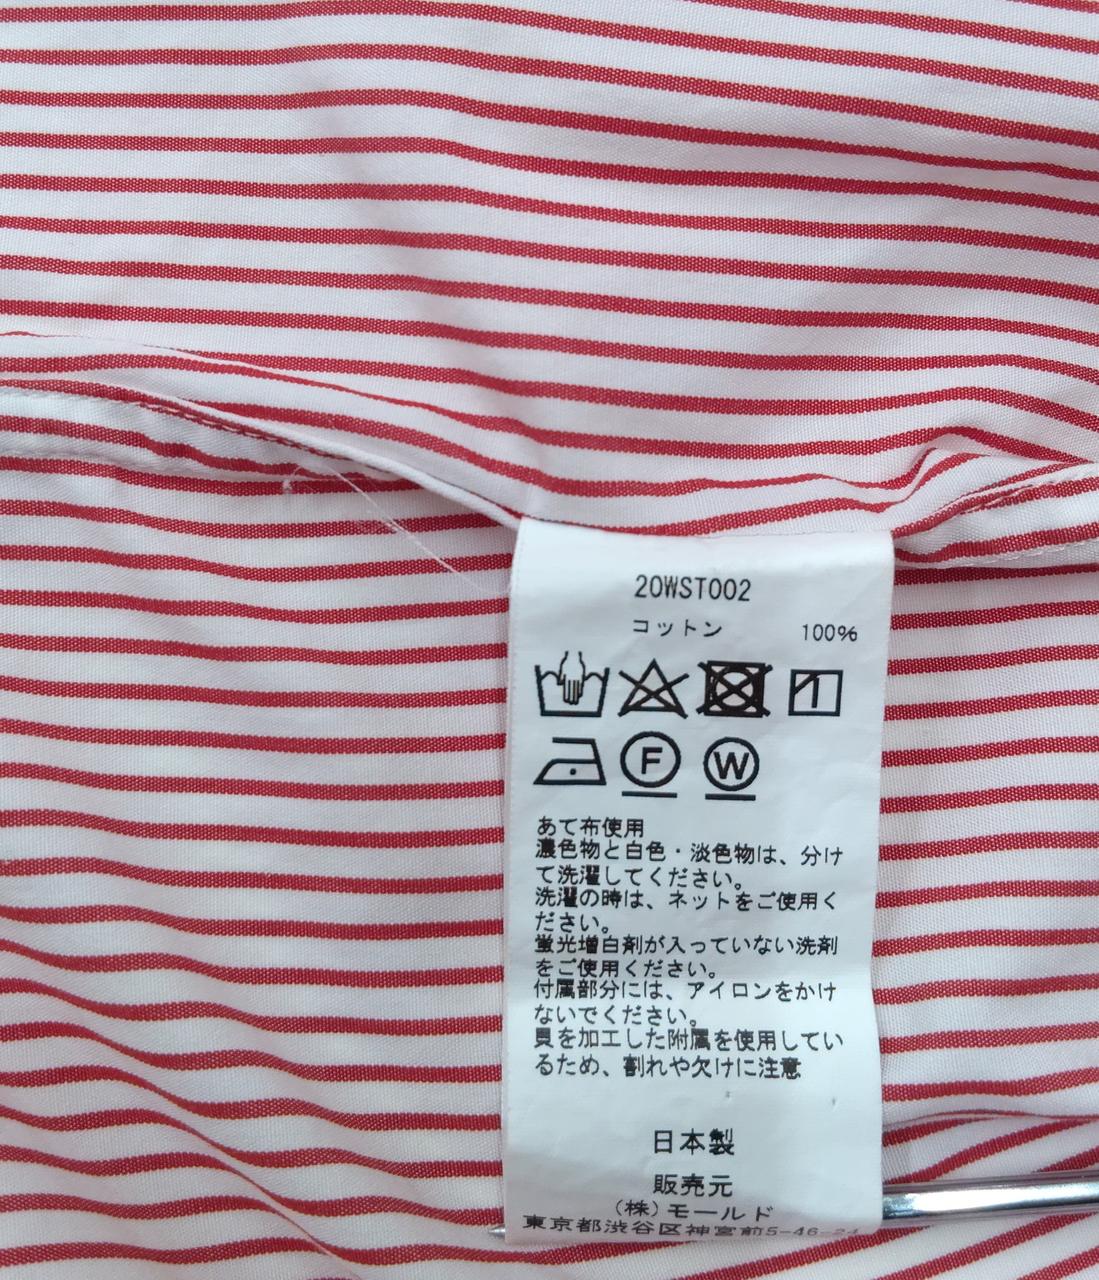 20WST002
コットン 100%
F W
あて布使用
濃色物と白色・淡色物は、分け
て洗濯してください。
洗濯の時は、ネットをご使用く
ださい。
蛍光増白剤が入っていない洗剤
をご使用ください。
付属部分には、アイロンをかけ
ないでください。
貝を加工した附属を使用してい
るため、割れや欠けに注意
日本製
販売元
(株)モールド
東京都渋谷区神宮前5-46-24